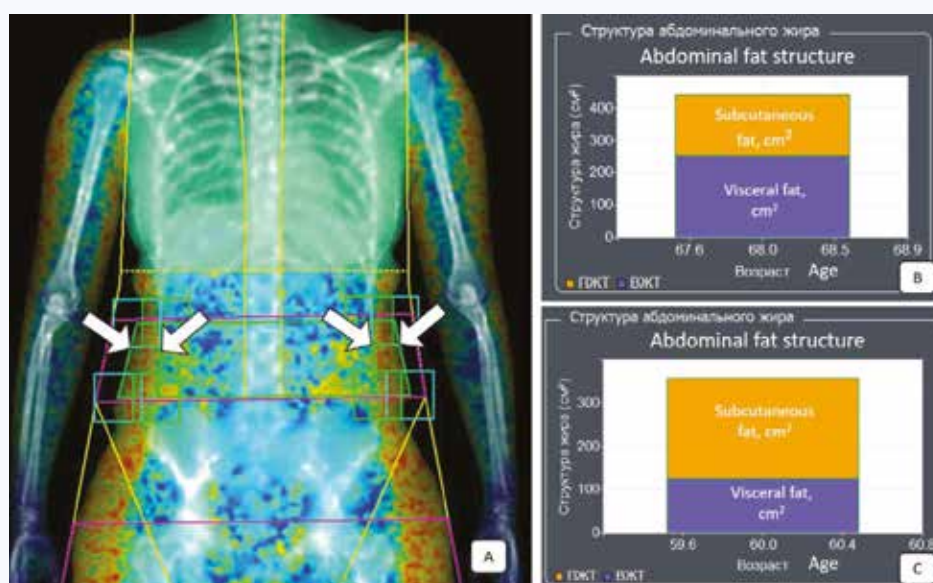 A
Структура абдоминального жира
Abdominal fat structure
Структура жира (см²)
400
300
200
100
0
Subcutaneous
fat, cm²
Visceral fat,
cm²
67.6 68.0 68.5 68.9
Возраст Age
ПЖТ ВЖТ
B
Структура абдоминального жира
Abdominal fat structure
Структура жира (см²)
300
200
100
0
Subcutaneous
fat, cm²
Visceral fat,
cm²
59.6 60.0 60.4 60.8
Возраст Age
ПЖТ ВЖТ
C